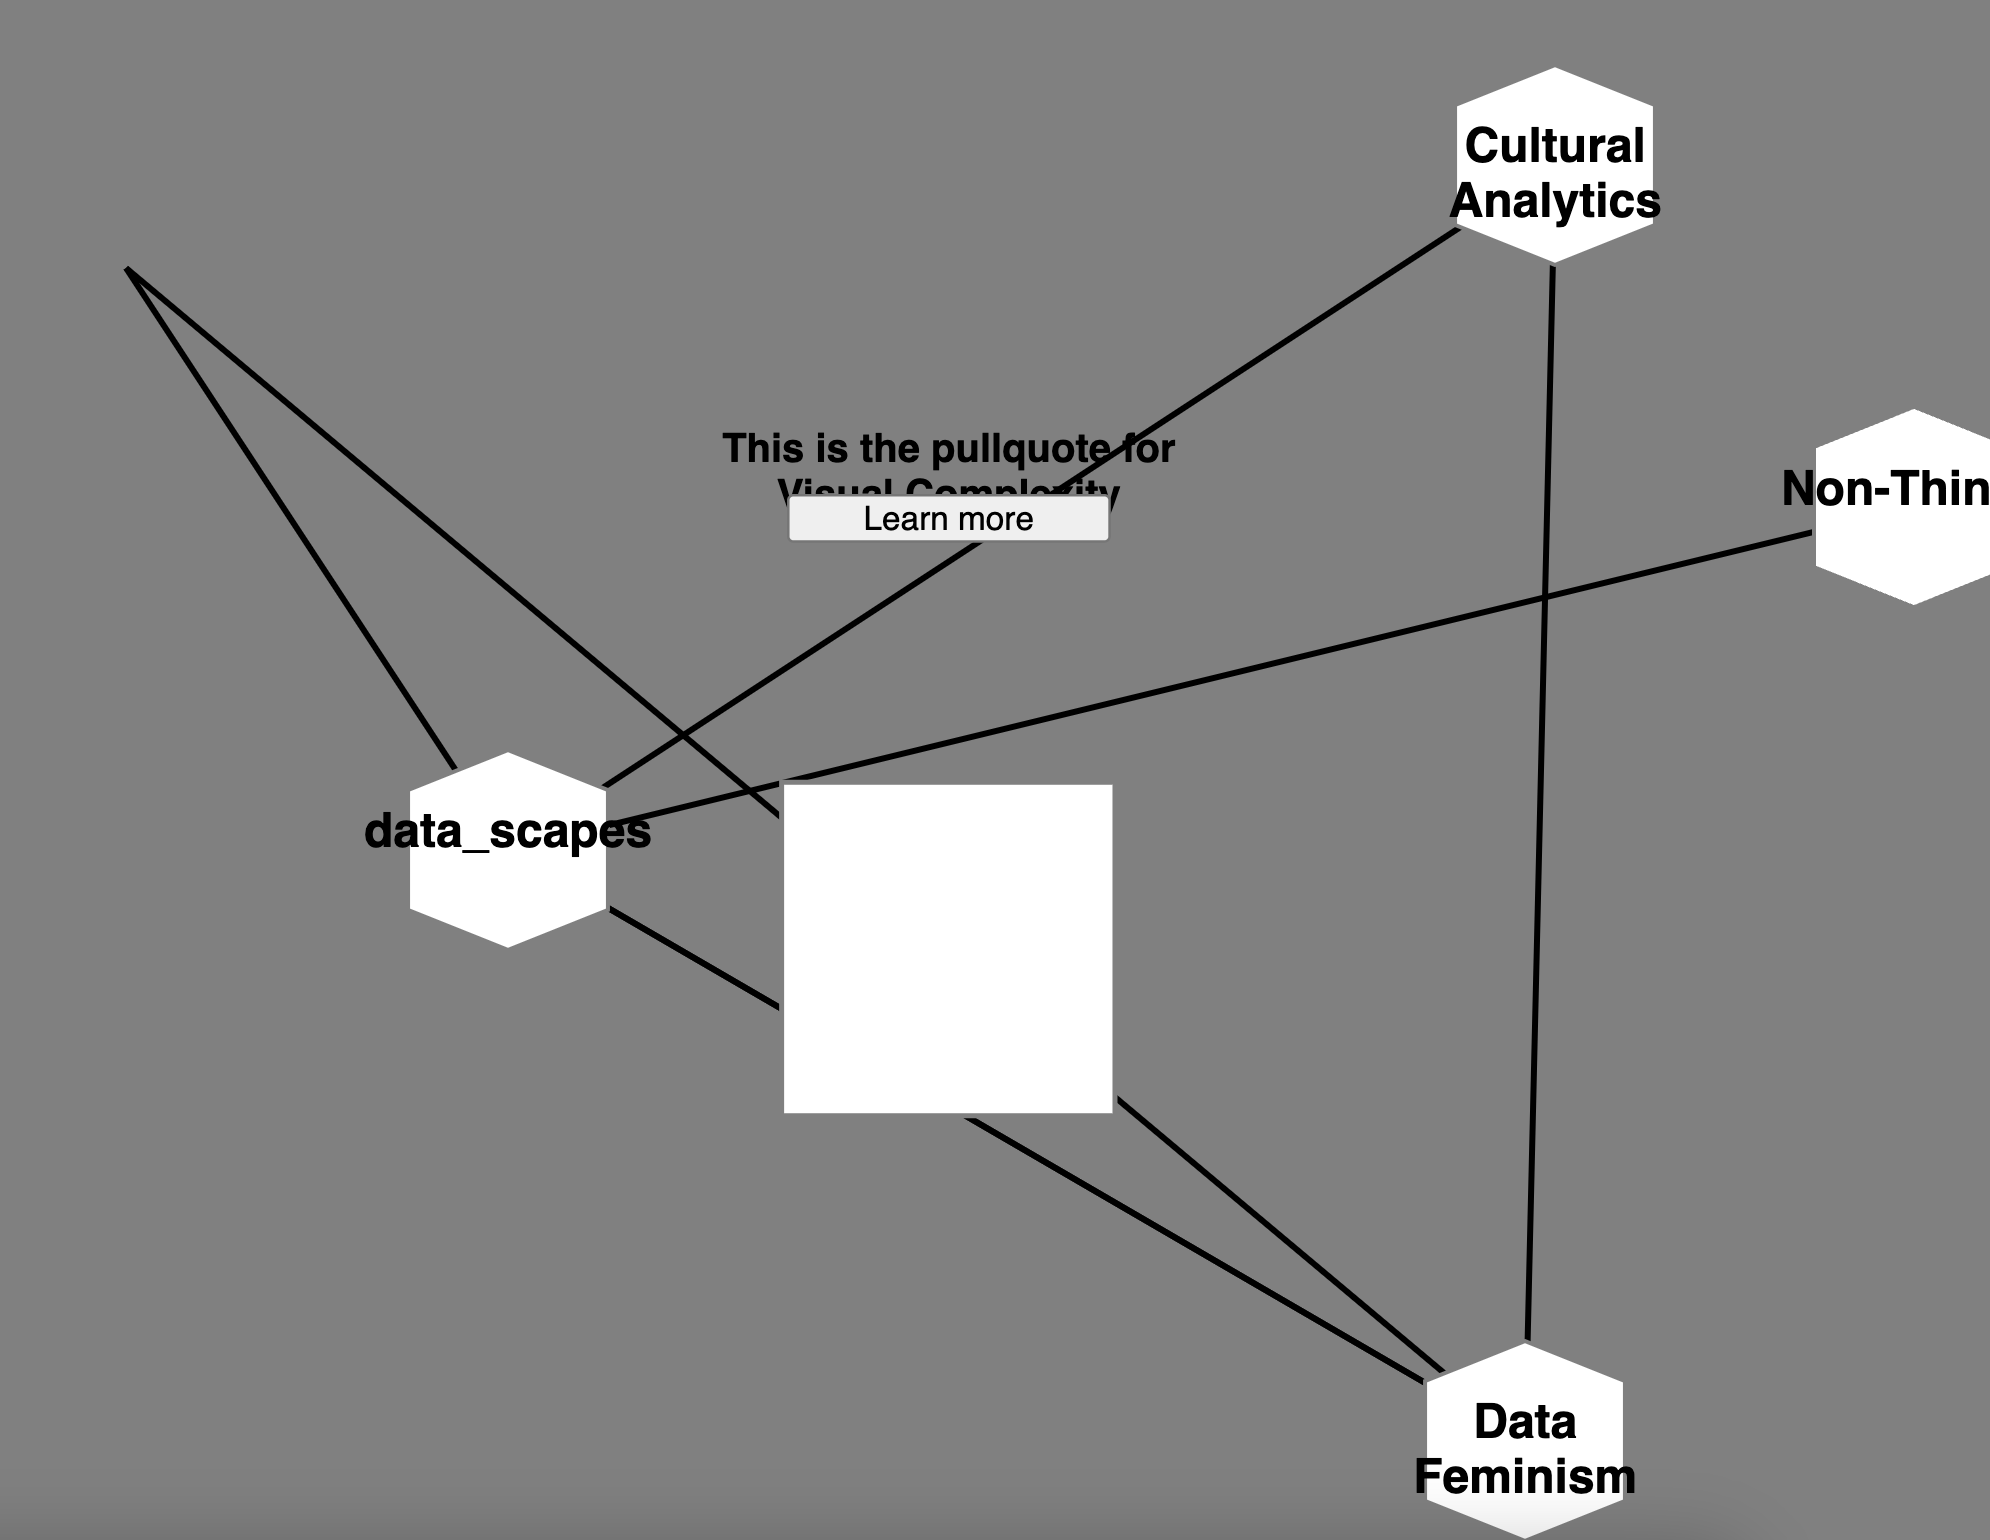 Cultural
Analytics
This is the pullquote for
Visual Complexity
Learn more
Non-Thin
data_scapes
Data
Feminism